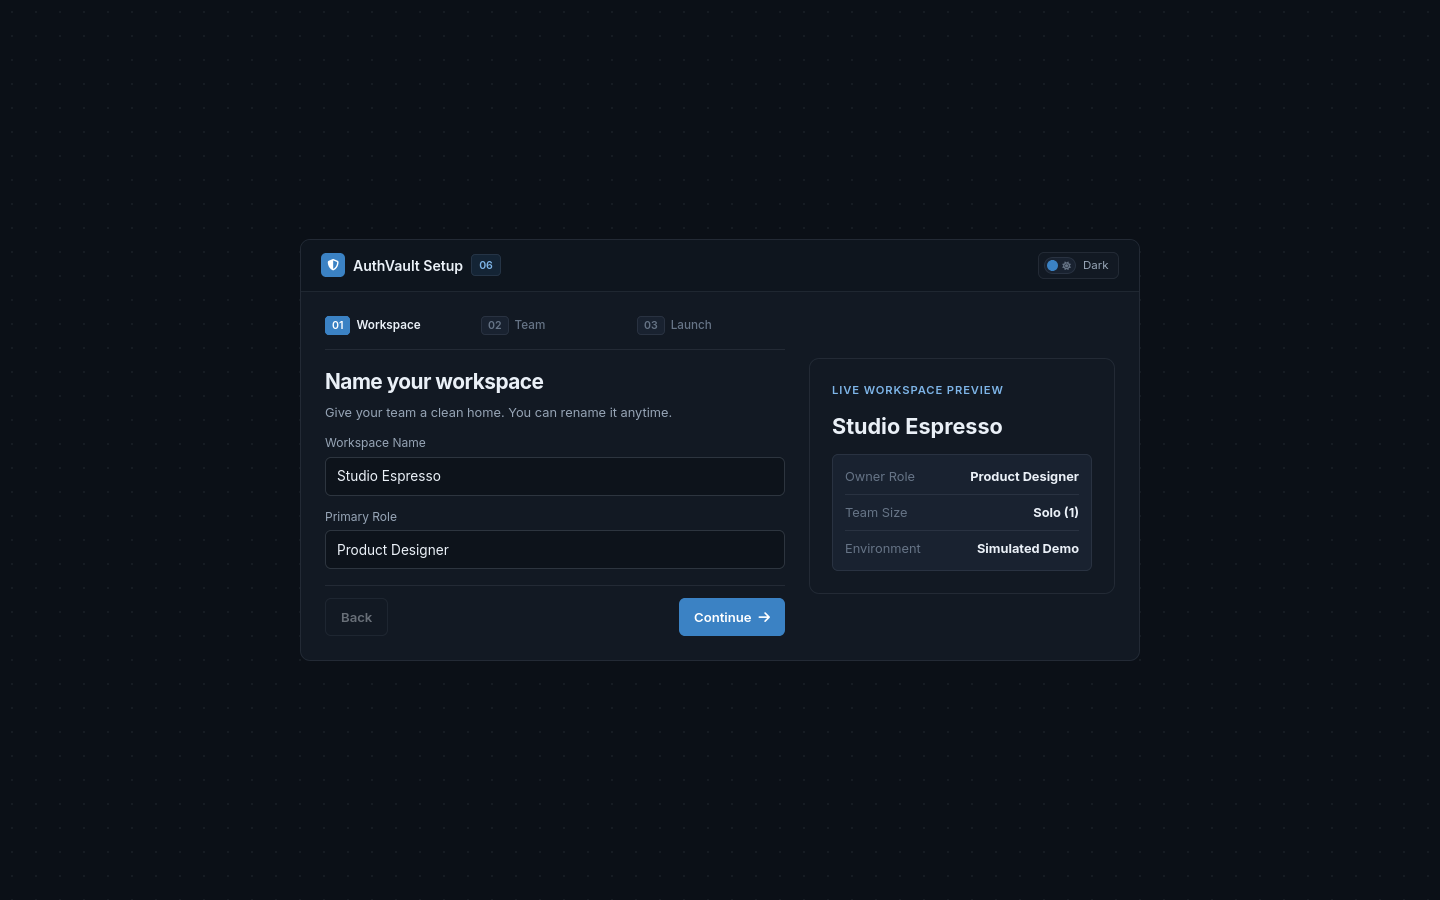 AuthVault Setup 06
Dark
01 Workspace 02 Team 03 Launch
Name your workspace
Give your team a clean home. You can rename it anytime.
Workspace Name
Studio Espresso
Primary Role
Product Designer
Back Continue →
LIVE WORKSPACE PREVIEW
Studio Espresso
Owner Role Product Designer
Team Size Solo (1)
Environment Simulated Demo